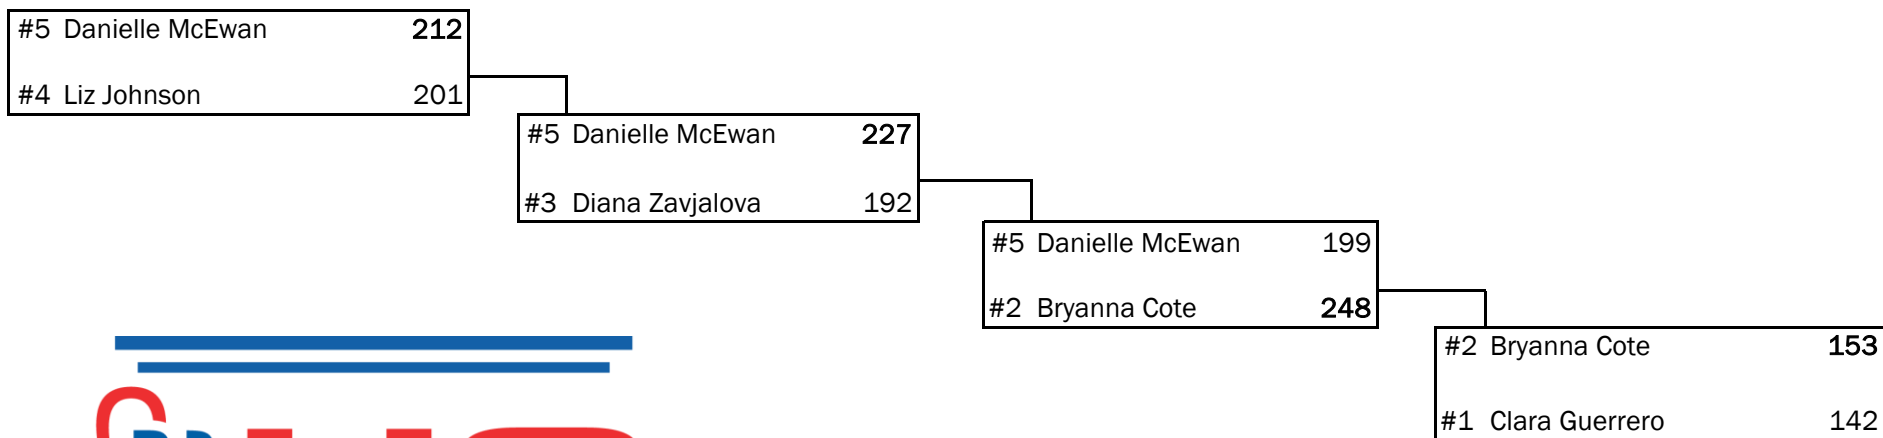 #5 Danielle McEwan 212
#4 Liz Johnson 201
#5 Danielle McEwan 227
#3 Diana Zavjalova 192
#5 Danielle McEwan 199
#2 Bryanna Cote 248
#2 Bryanna Cote 153
#1 Clara Guerrero 142